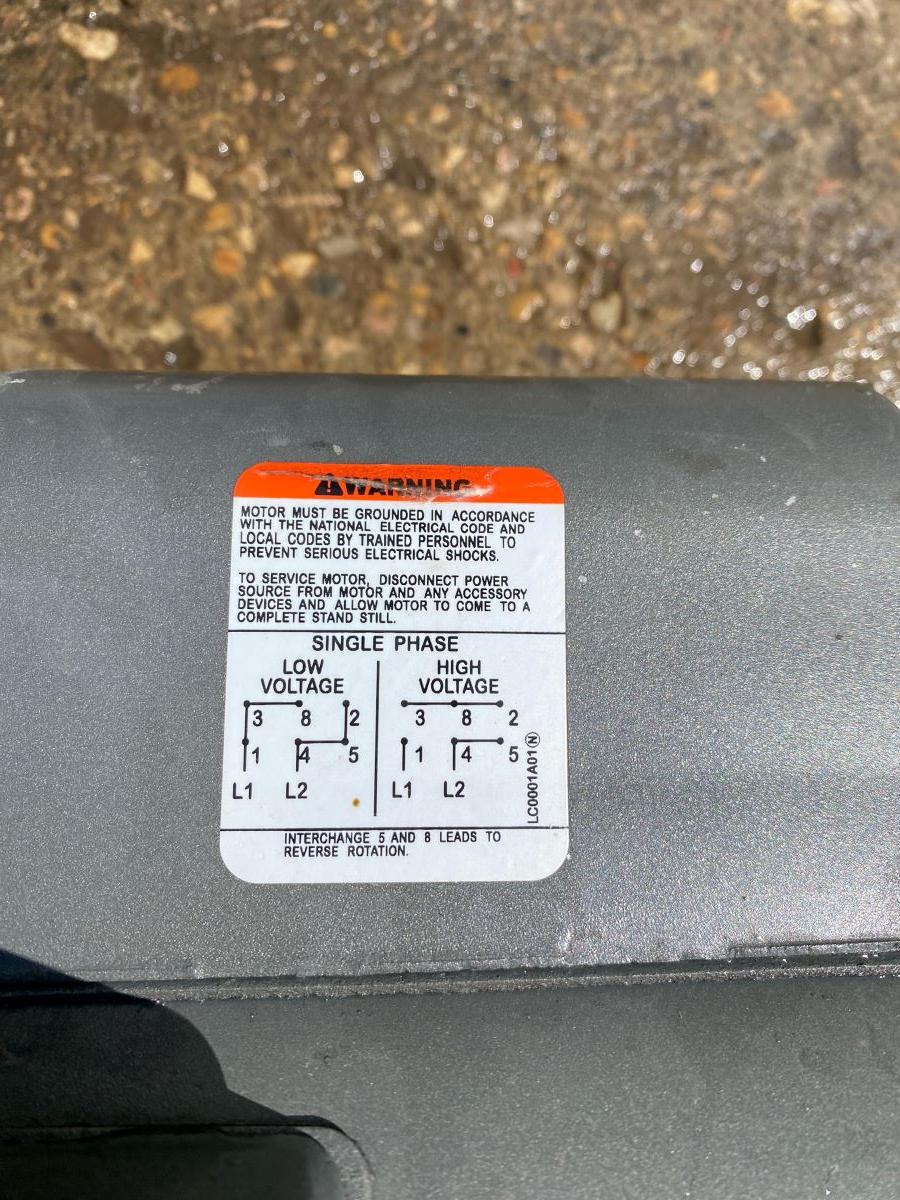 WARNING
MOTOR MUST BE GROUNDED IN ACCORDANCE
WITH THE NATIONAL ELECTRICAL CODE AND
LOCAL CODES BY TRAINED PERSONNEL TO
PREVENT SERIOUS ELECTRICAL SHOCKS.
TO SERVICE MOTOR, DISCONNECT POWER
SOURCE FROM MOTOR AND ANY ACCESSORY
DEVICES AND ALLOW MOTOR TO COME TO A
COMPLETE STAND STILL.
SINGLE PHASE
LOW
VOLTAGE
3 8 2
1 4 5
L1 L2
HIGH
VOLTAGE
3 8 2
1 4 5
L1 L2
LC0001A01 N
INTERCHANGE 5 AND 8 LEADS TO
REVERSE ROTATION.